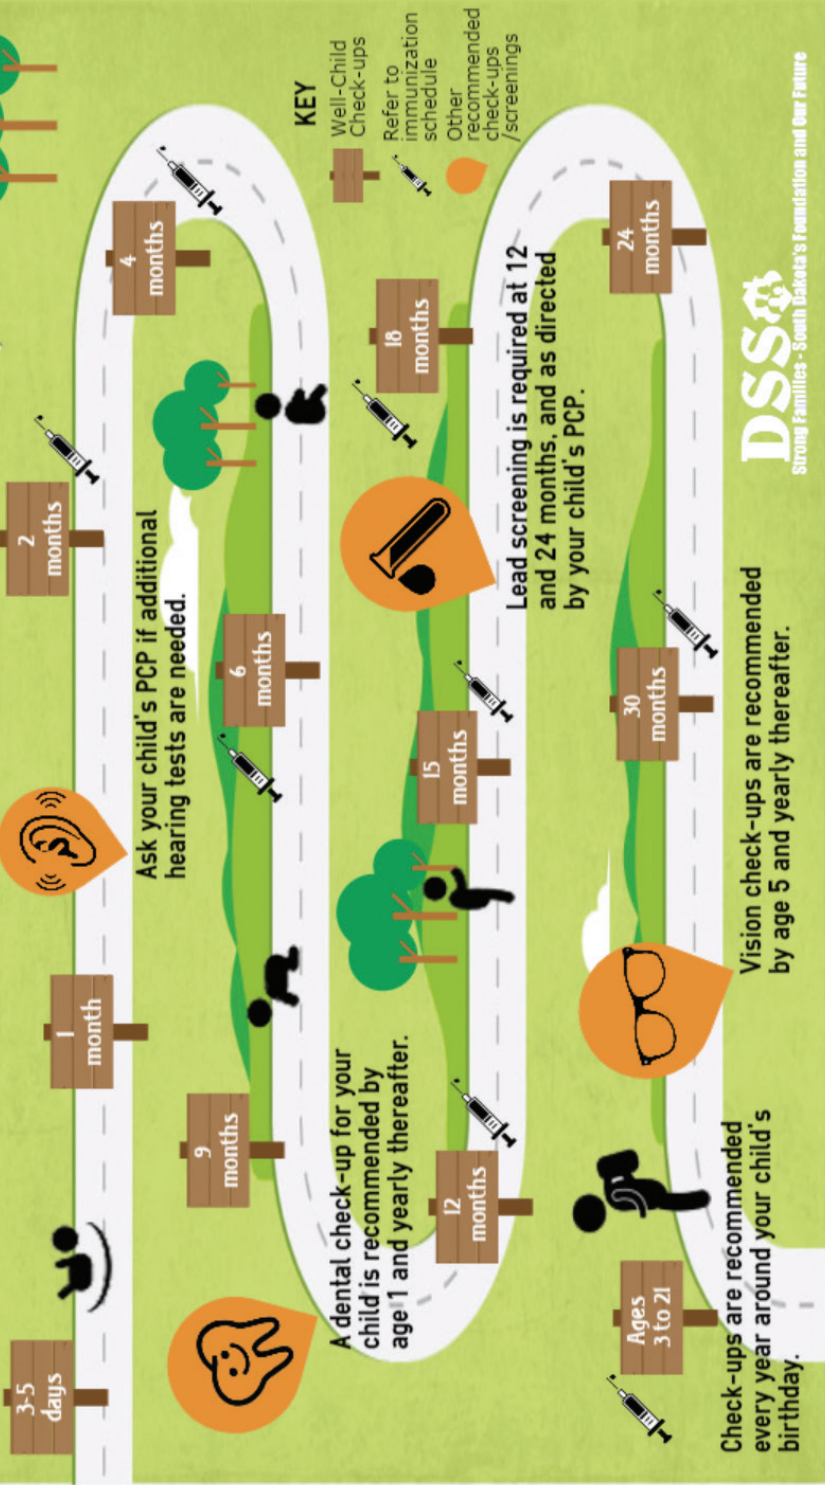 3-5
days
1
month
2
months
4
months
Ask your child's PCP if additional
hearing tests are needed.
6
months
9
months
A dental check-up for your
child is recommended by
age 1 and yearly thereafter.
12
months
15
months
18
months
Lead screening is required at 12
and 24 months, and as directed
by your child's PCP.
24
months
30
months
Vision check-ups are recommended
by age 5 and yearly thereafter.
Ages
3 to 21
Check-ups are recommended
every year around your child's
birthday.
KEY
Well-Child
Check-ups
Refer to
immunization
schedule
Other
recommended
check-ups
/screenings
DSS
Strong Families - South Dakota's Foundation and Our Future